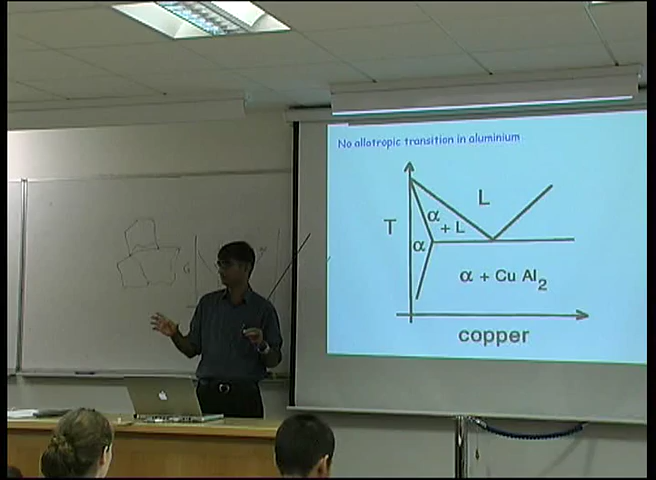 No allotropic transition in aluminium
L
T
α
+ L
α
α + Cu Al2
copper